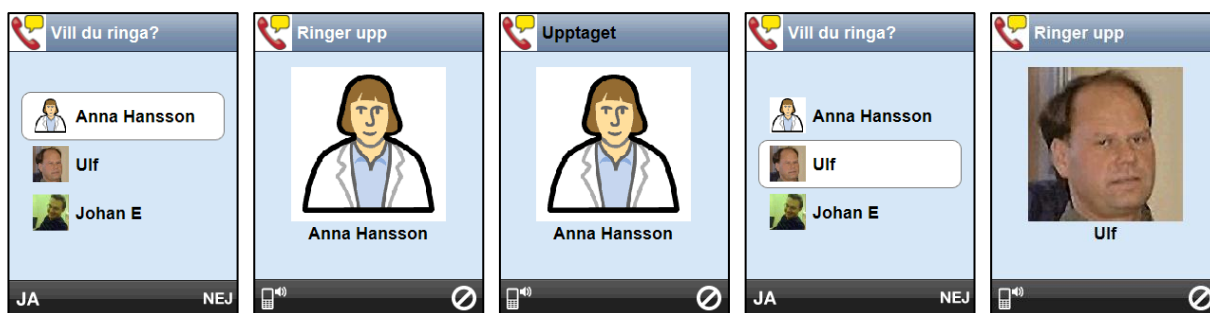 Vill du ringa?
Anna Hansson
Ulf
Johan E
JA NEJ
Ringer upp
Anna Hansson
Upptaget
Anna Hansson
Vill du ringa?
Anna Hansson
Ulf
Johan E
JA NEJ
Ringer upp
Ulf